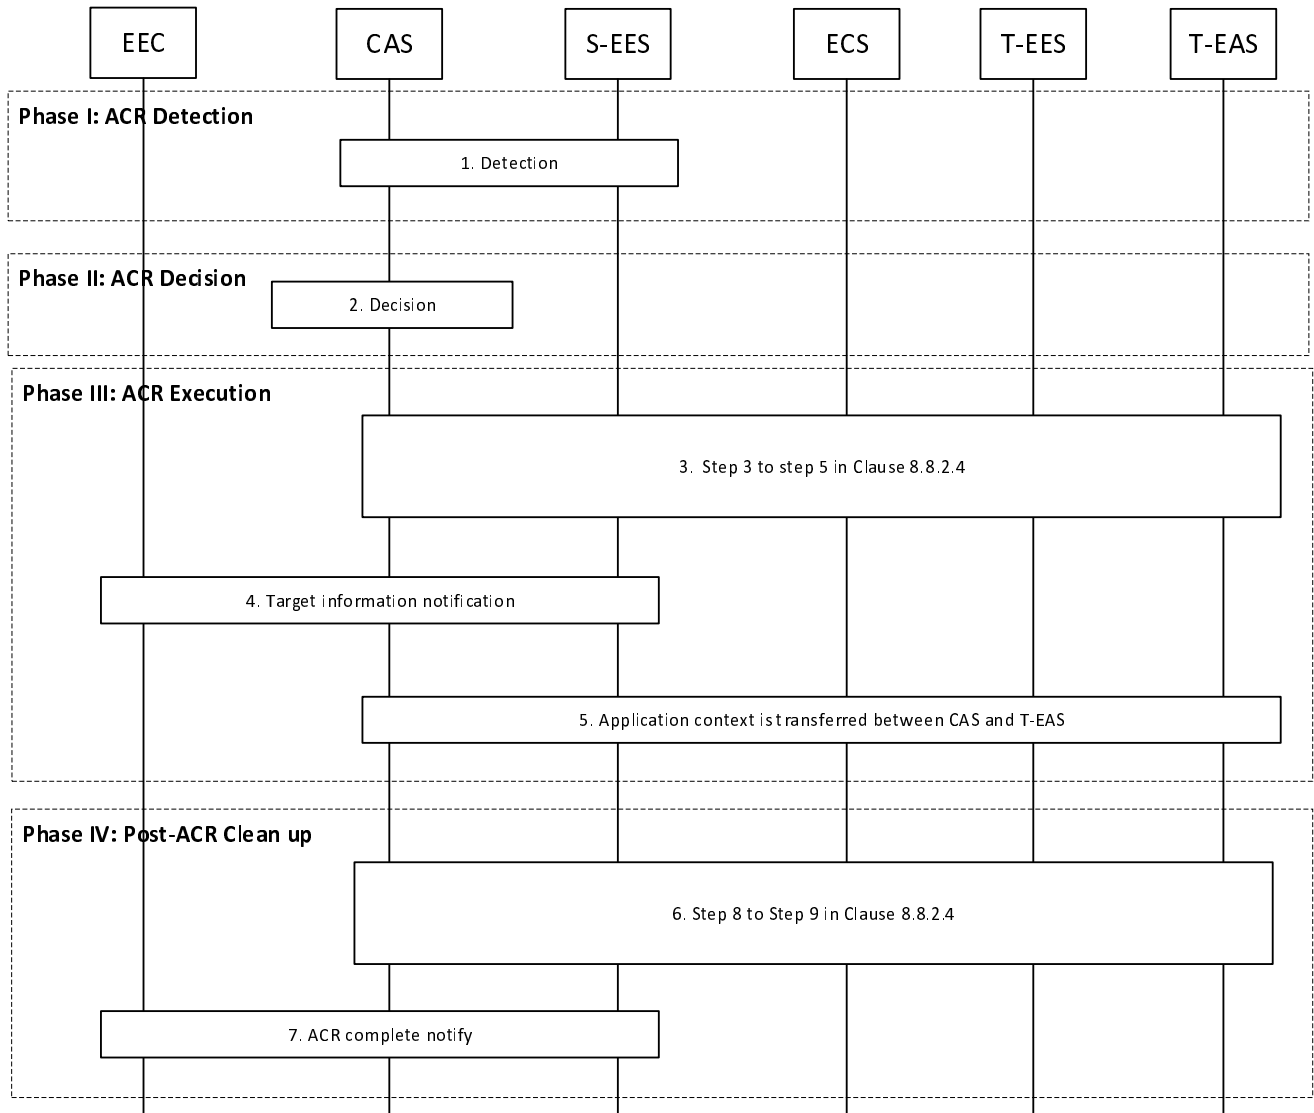 EEC
CAS
S-EES
ECS
T-EES
T-EAS
Phase I: ACR Detection
1. Detection
Phase II: ACR Decision
2. Decision
Phase III: ACR Execution
3. Step 3 to step 5 in Clause 8.8.2.4
4. Target information notification
5. Application context is transferred between CAS and T-EAS
Phase IV: Post-ACR Clean up
6. Step 8 to Step 9 in Clause 8.8.2.4
7. ACR complete notify